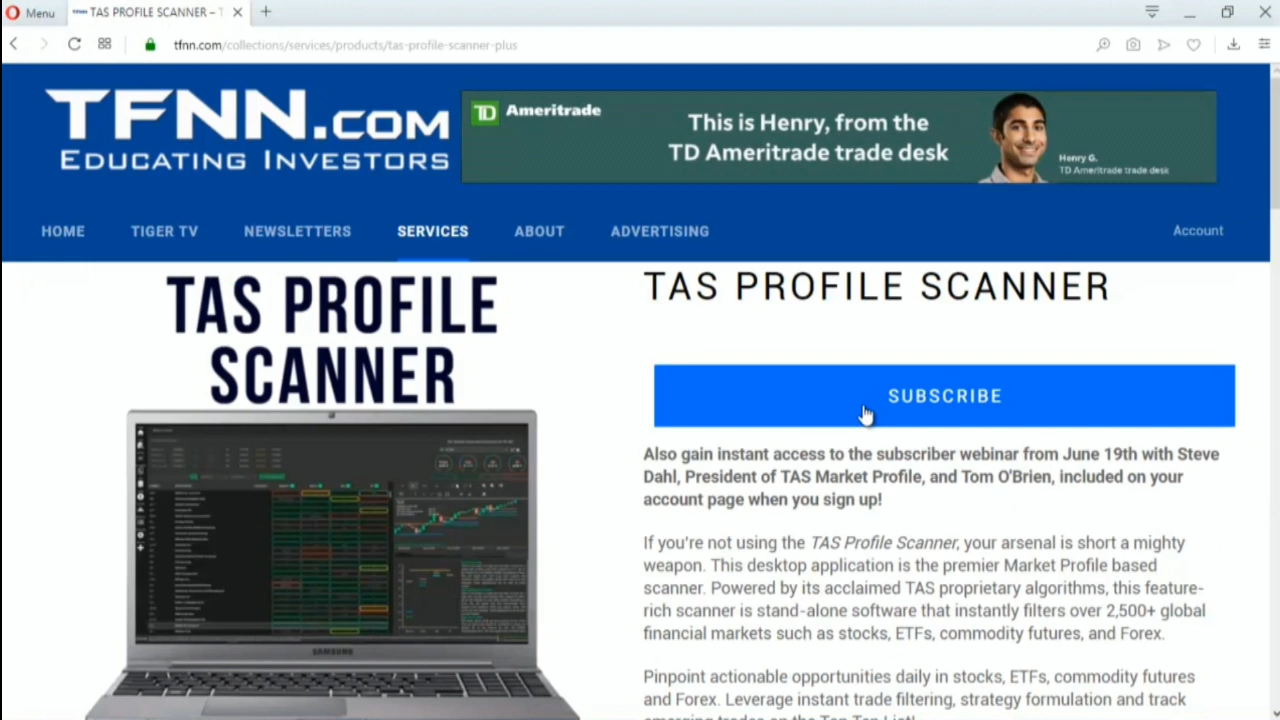 Menu
TAS PROFILE SCANNER –
tfnn.com/collections/services/products/tas-profile-scanner-plus
TFNN.COM
EDUCATING INVESTORS
TD Ameritrade
This is Henry, from the
TD Ameritrade trade desk
Henry G.
TD Ameritrade trade desk
HOME
TIGER TV
NEWSLETTERS
SERVICES
ABOUT
ADVERTISING
Account
TAS PROFILE
SCANNER
SAMSUNG
TAS PROFILE SCANNER
SUBSCRIBE
Also gain instant access to the subscriber webinar from June 19th with Steve
Dahl, President of TAS Market Profile, and Tom O'Brien, included on your
account page when you sign up!
If you're not using the TAS Profile Scanner, your arsenal is short a mighty
weapon. This desktop application is the premier Market Profile based
scanner. Powered by its acclaimed TAS proprietary algorithms, this feature-
rich scanner is stand-alone software that instantly filters over 2,500+ global
financial markets such as stocks, ETFs, commodity futures, and Forex.
Pinpoint actionable opportunities daily in stocks, ETFs, commodity futures
and Forex. Leverage instant trade filtering, strategy formulation and track
emerging trades on the Top Ten List!